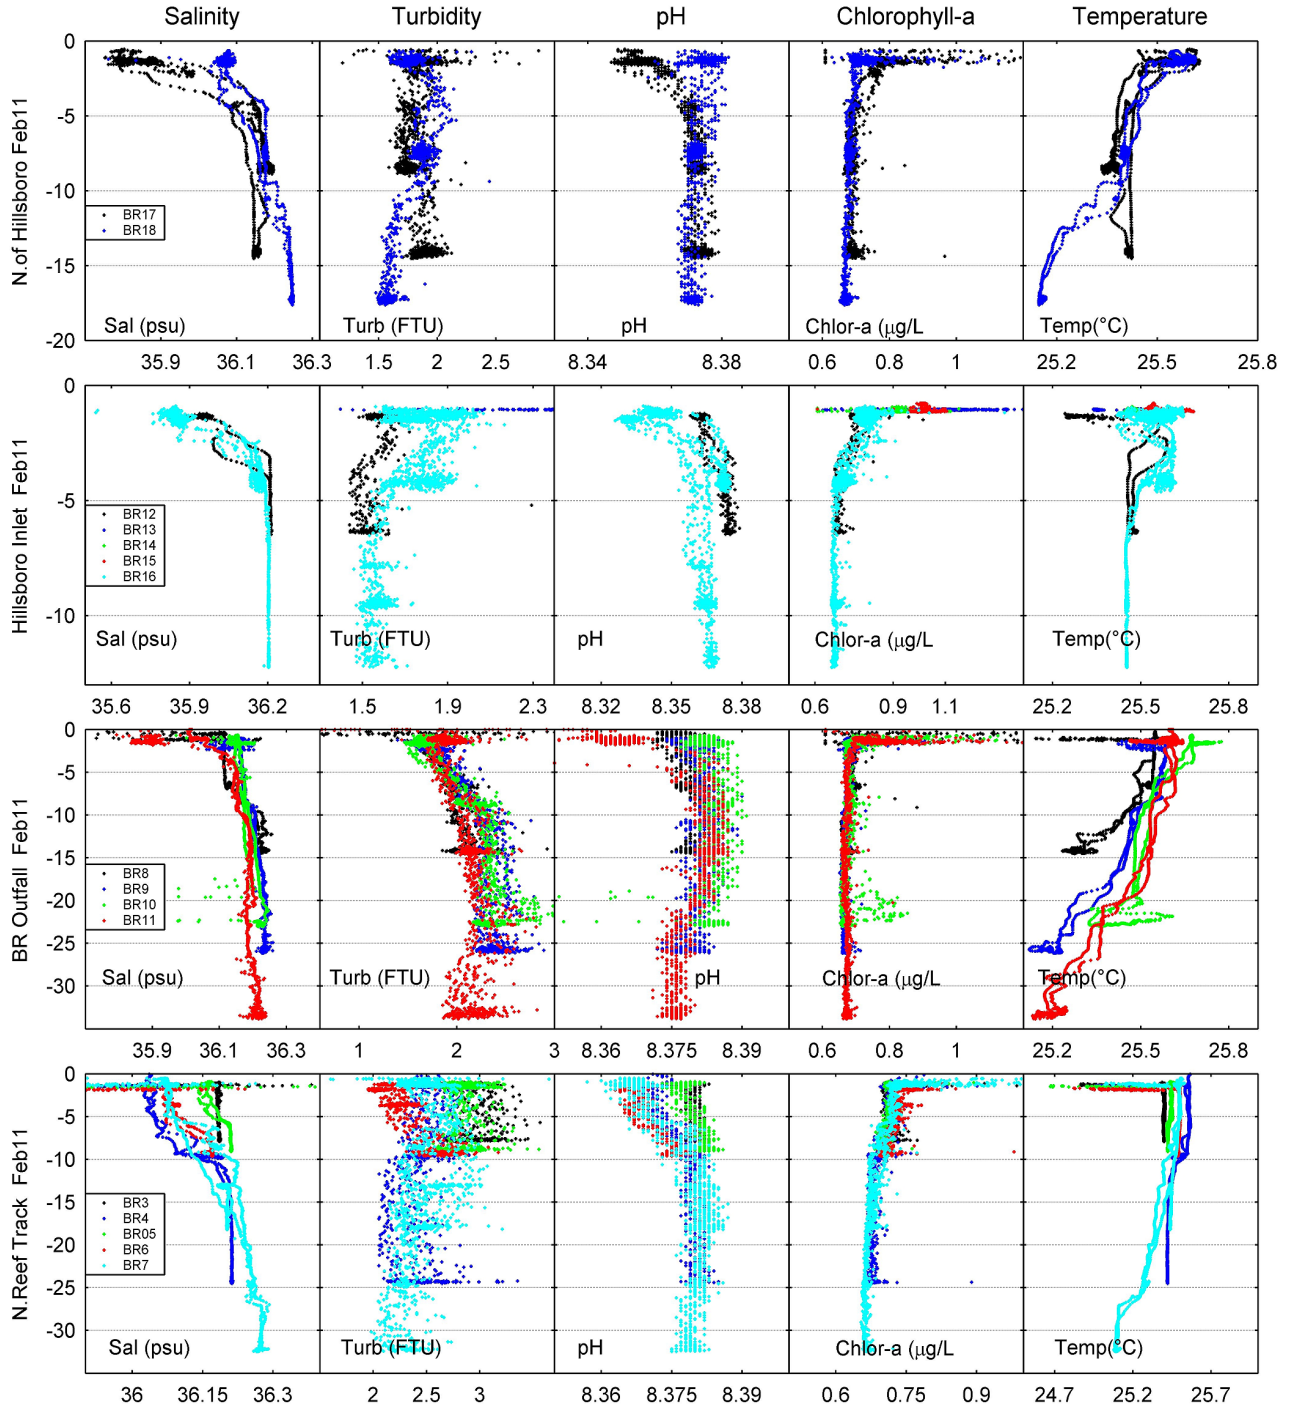 Salinity Turbidity pH Chlorophyll-a Temperature
N.of Hillsboro Feb11
0
-5
-10
-15
-20
BR17
BR18
Sal (psu) Turb (FTU) pH Chlor-a (μg/L Temp(°C)
35.9 36.1 36.3 1.5 2 2.5 8.34 8.38 0.6 0.8 1 25.2 25.5 25.8
Hillsboro Inlet Feb11
0
-5
-10
BR12
BR13
BR14
BR15
BR16
Sal (psu) Turb (FTU) pH Chlor-a (μg/L Temp(°C)
35.6 35.9 36.2 1.5 1.9 2.3 8.32 8.35 8.38 0.6 0.9 1.1 25.2 25.5 25.8
BR Outfall Feb11
0
-5
-10
-15
-20
-25
-30
BR8
BR9
BR10
BR11
Sal (psu) Turb (FTU) pH Chlor-a (μg/L Temp(°C)
35.9 36.1 36.3 1 2 3 8.36 8.375 8.39 0.6 0.8 1 25.2 25.5 25.8
N.Reef Track Feb11
0
-5
-10
-15
-20
-25
-30
BR3
BR4
BR05
BR6
BR7
Sal (psu) Turb (FTU) pH Chlor-a (μg/L Temp(°C)
36 36.15 36.3 2 2.5 3 8.36 8.375 8.39 0.6 0.75 0.9 24.7 25.2 25.7